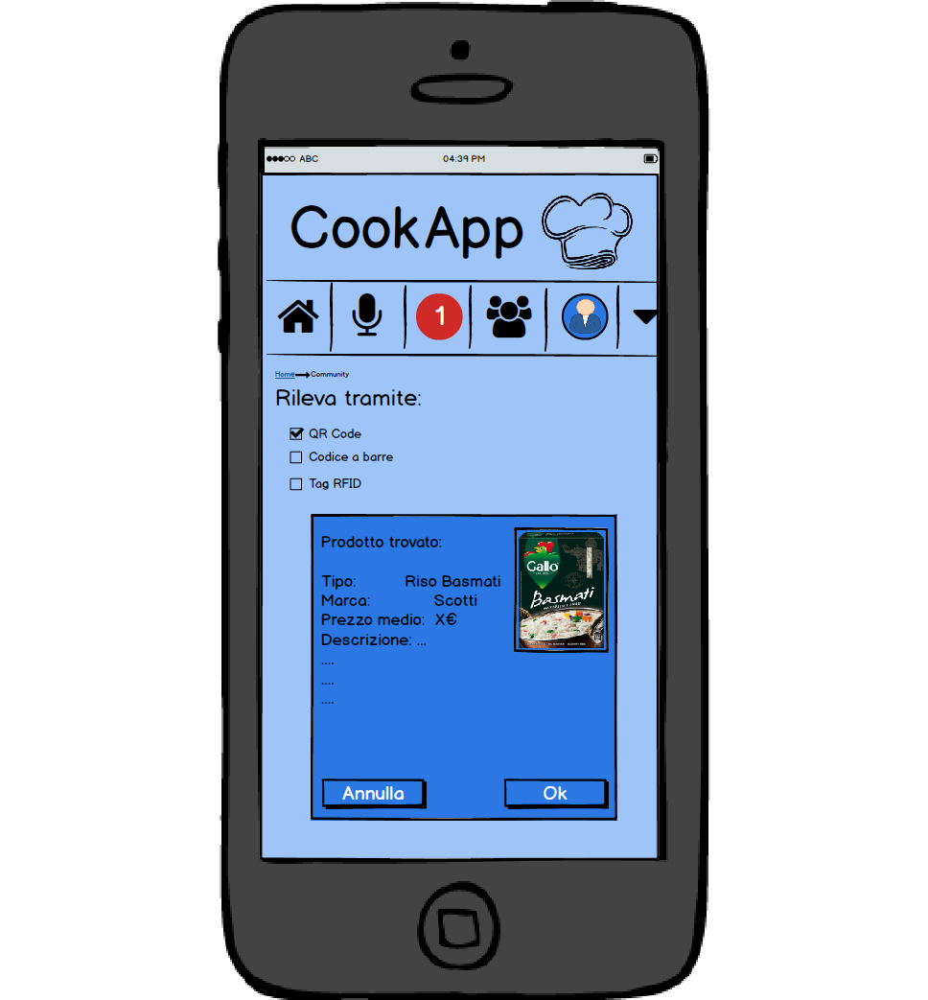 ABC 04:39 PM
CookApp
1
Home Community
Rileva tramite:
QR Code
Codice a barre
Tag RFID
Prodotto trovato:
Tipo: Riso Basmati
Marca: Scotti
Prezzo medio: X€
Descrizione: ...
....
....
....
Gallo
Basmati
Annulla Ok